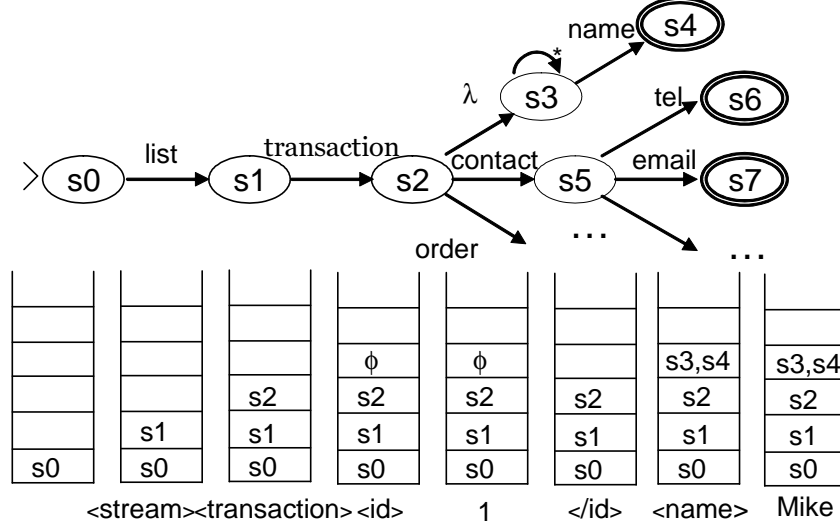 name s4
*
λ s3 tel s6
list transaction contact email
s0 s1 s2 s5 s7
order ... ...
ϕ ϕ s3,s4 s3,s4
s2 s2 s2 s2 s2 s2
s1 s1 s1 s1 s1 s1 s1
s0 s0 s0 s0 s0 s0 s0 s0
<stream> <transaction> <id> 1 </id> <name> Mike